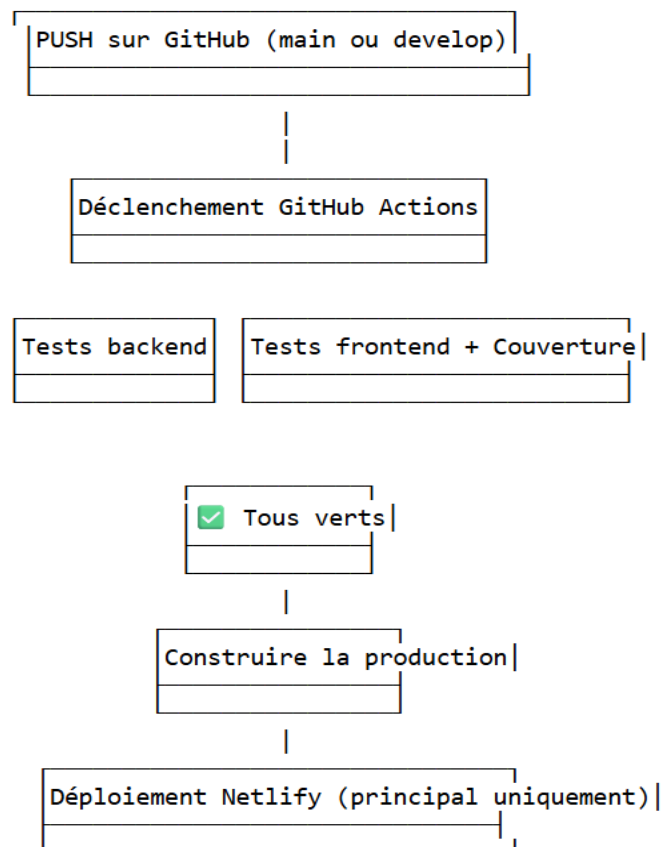 PUSH sur GitHub (main ou develop)
Déclenchement GitHub Actions
Tests backend
Tests frontend + Couverture
✅ Tous verts
Construire la production
Déploiement Netlify (principal uniquement)